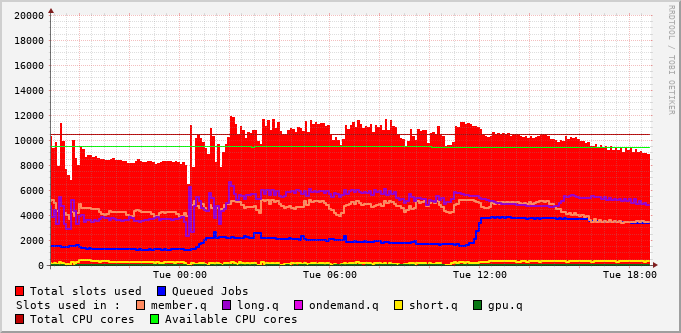 20000
18000
16000
14000
12000
10000
8000
6000
4000
2000
0
Tue 00:00 Tue 06:00 Tue 12:00 Tue 18:00
Total slots used Queued Jobs
Slots used in : member.q long.q ondemand.q short.q gpu.q
Total CPU cores Available CPU cores
RRDTOOL / TOBI OETIKER